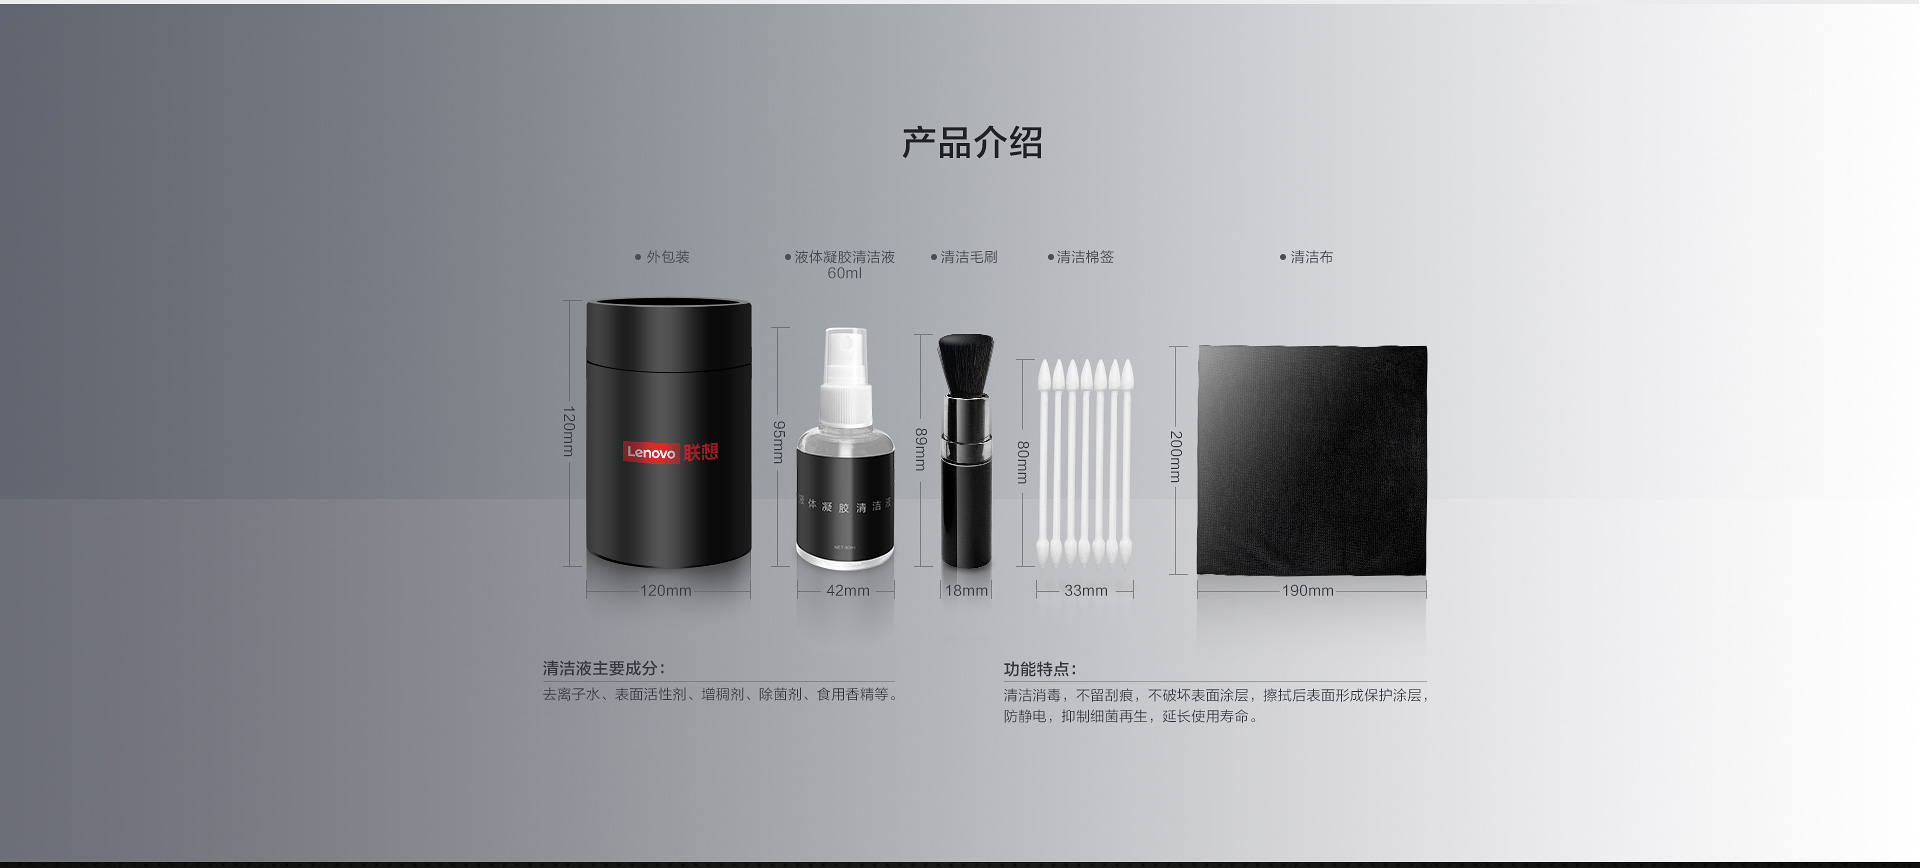 产品介绍
外包装
液体凝胶清洁液
60ml
清洁毛刷
清洁棉签
清洁布
120mm
95mm
89mm
80mm
200mm
Lenovo 联想
液体凝胶清洁液
120mm
42mm
18mm
33mm
190mm
清洁液主要成分：
去离子水、表面活性剂、增稠剂、除菌剂、食用香精等。
功能特点：
清洁消毒，不留刮痕，不破坏表面涂层，擦拭后表面形成保护涂层，
防静电，抑制细菌再生，延长使用寿命。